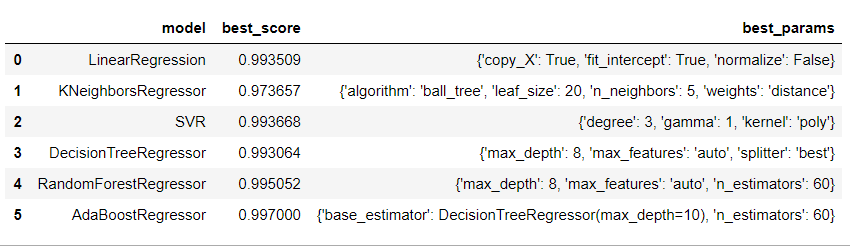 model best_score best_params
0 LinearRegression 0.993509 {'copy_X': True, 'fit_intercept': True, 'normalize': False}
1 KNeighborsRegressor 0.973657 {'algorithm': 'ball_tree', 'leaf_size': 20, 'n_neighbors': 5, 'weights': 'distance'}
2 SVR 0.993668 {'degree': 3, 'gamma': 1, 'kernel': 'poly'}
3 DecisionTreeRegressor 0.993064 {'max_depth': 8, 'max_features': 'auto', 'splitter': 'best'}
4 RandomForestRegressor 0.995052 {'max_depth': 8, 'max_features': 'auto', 'n_estimators': 60}
5 AdaBoostRegressor 0.997000 {'base_estimator': DecisionTreeRegressor(max_depth=10), 'n_estimators': 60}